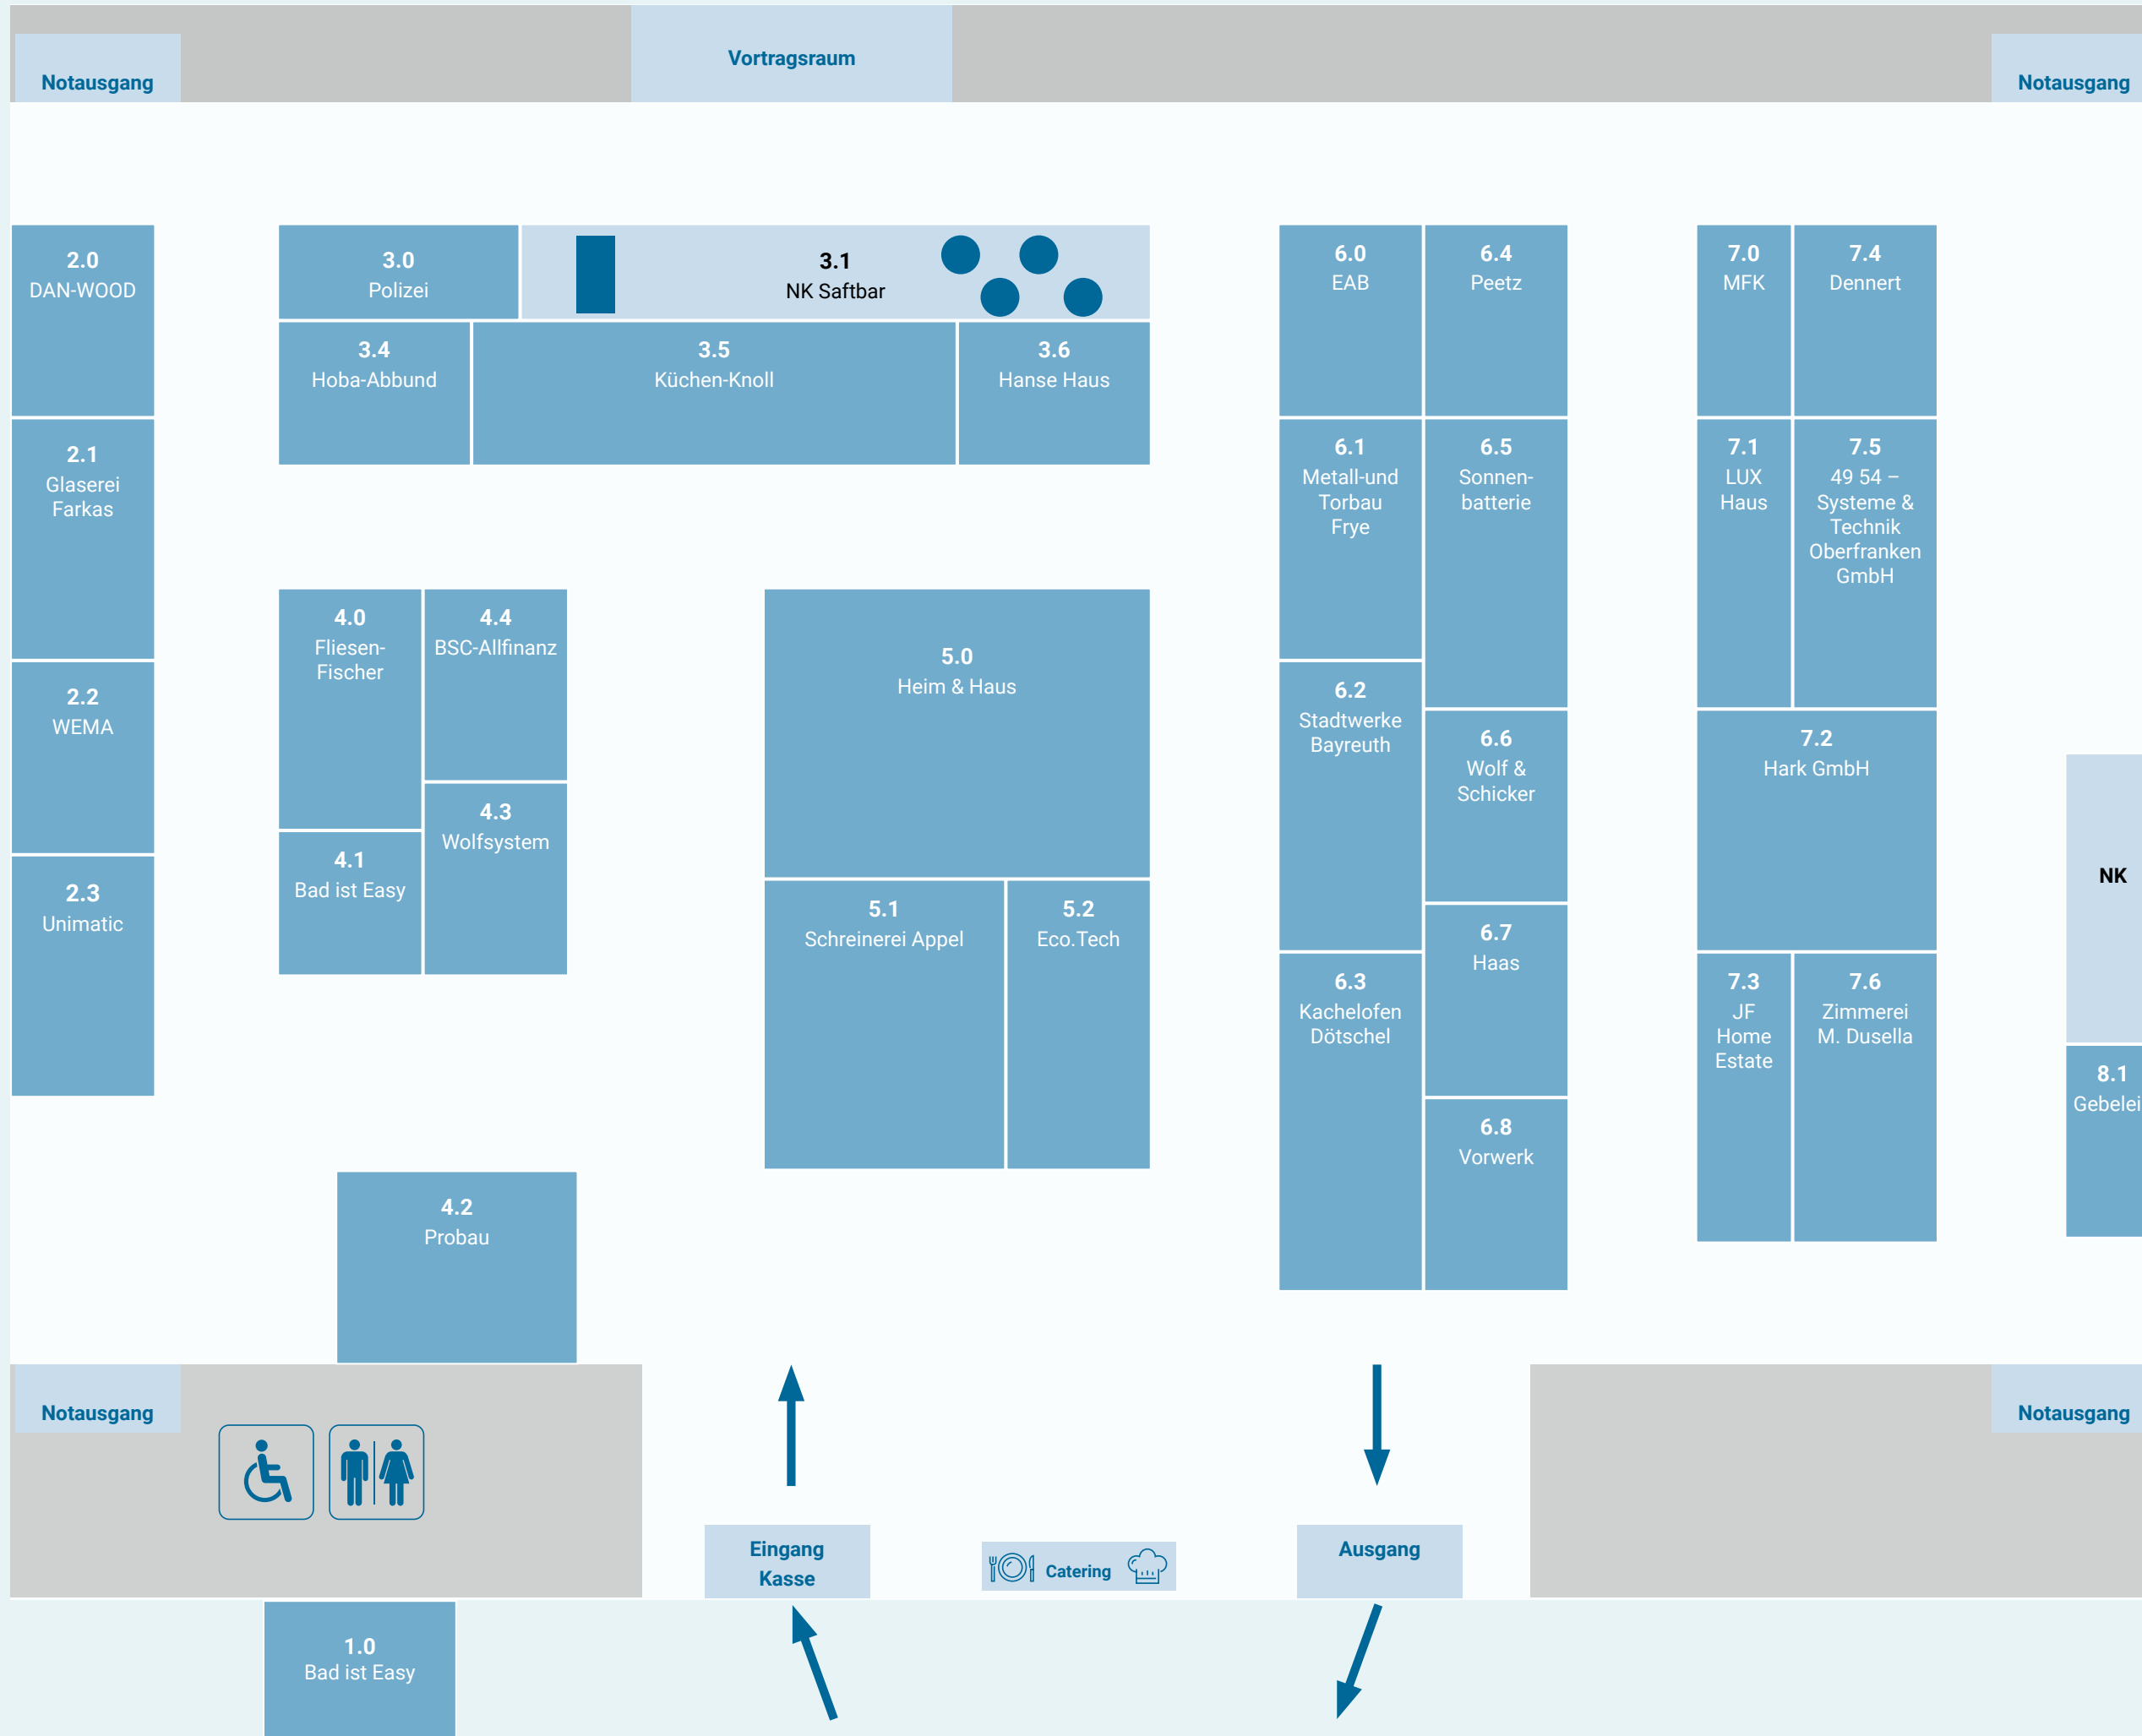 Vortragsraum
Notausgang
Notausgang
2.0
DAN-WOOD
3.0
Polizei
3.1
NK Saftbar
6.0
EAB
6.4
Peetz
7.0
MFK
7.4
Dennert
3.4
Hoba-Abbund
3.5
Küchen-Knoll
3.6
Hanse Haus
2.1
Glaserei
Farkas
6.1
Metall-und
Torbau
Frye
6.5
Sonnen-
batterie
7.1
LUX
Haus
7.5
49 54 –
Systeme &
Technik
Oberfranken
GmbH
4.0
Fliesen-
Fischer
4.4
BSC-Allfinanz
5.0
Heim & Haus
2.2
WEMA
6.2
Stadtwerke
Bayreuth
6.6
Wolf &
Schicker
7.2
Hark GmbH
4.3
Wolfsystem
4.1
Bad ist Easy
NK
2.3
Unimatic
5.1
Schreinerei Appel
5.2
Eco.Tech
6.7
Haas
6.3
Kachelofen
Dötschel
7.3
JF
Home
Estate
7.6
Zimmerei
M. Dusella
8.1
Gebelei
6.8
Vorwerk
4.2
Probau
Notausgang
Notausgang
Eingang
Kasse
Catering
Ausgang
1.0
Bad ist Easy